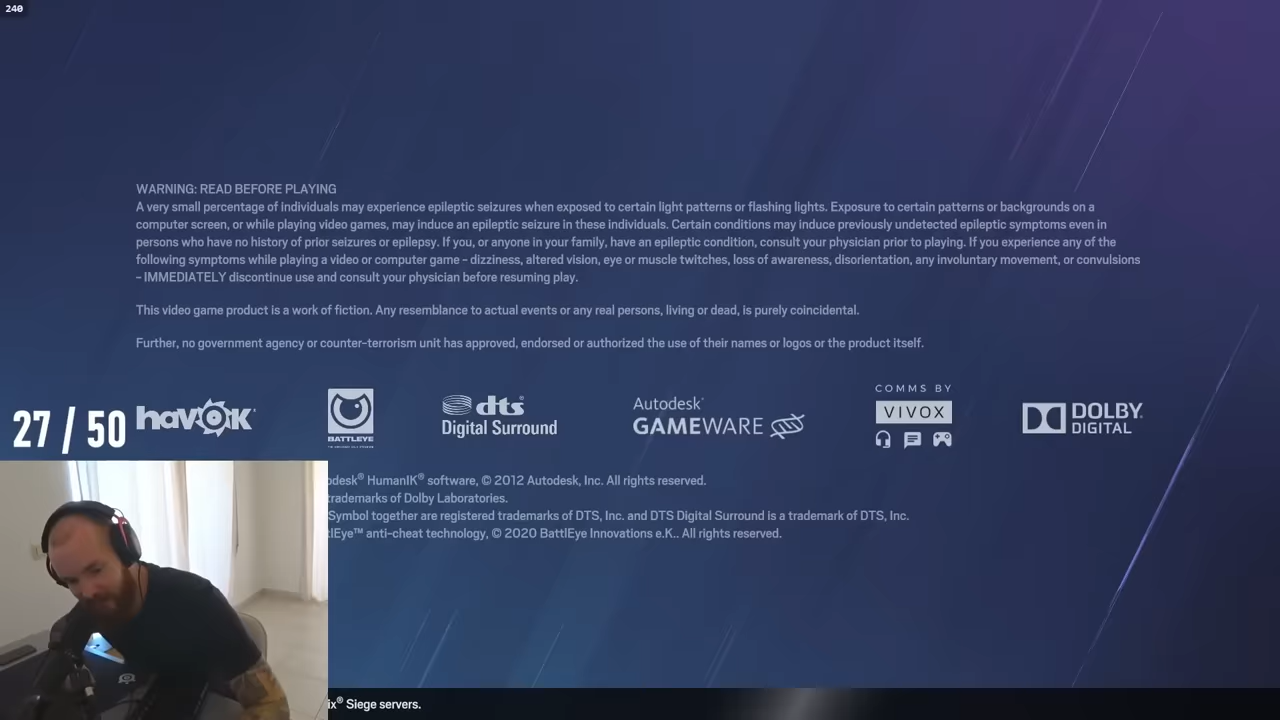 240
WARNING: READ BEFORE PLAYING
A very small percentage of individuals may experience epileptic seizures when exposed to certain light patterns or flashing lights. Exposure to certain patterns or backgrounds on a
computer screen, or while playing video games, may induce an epileptic seizure in these individuals. Certain conditions may induce previously undetected epileptic symptoms even in
persons who have no history of prior seizures or epilepsy. If you, or anyone in your family, have an epileptic condition, consult your physician prior to playing. If you experience any of the
following symptoms while playing a video or computer game - dizziness, altered vision, eye or muscle twitches, loss of awareness, disorientation, any involuntary movement, or convulsions
– IMMEDIATELY discontinue use and consult your physician before resuming play.
This video game product is a work of fiction. Any resemblance to actual events or any real persons, living or dead, is purely coincidental.
Further, no government agency or counter-terrorism unit has approved, endorsed or authorized the use of their names or logos or the product itself.
27 / 50
havok
BATTLEYE
dts
Digital Surround
Autodesk®
GAMEWARE
COMMS BY
VIVOX
DOLBY
DIGITAL
odesk® HumanIK® software, © 2012 Autodesk, Inc. All rights reserved.
trademarks of Dolby Laboratories.
Symbol together are registered trademarks of DTS, Inc. and DTS Digital Surround is a trademark of DTS, Inc.
tlEye™ anti-cheat technology, © 2020 BattlEye Innovations e.K.. All rights reserved.
ix® Siege servers.